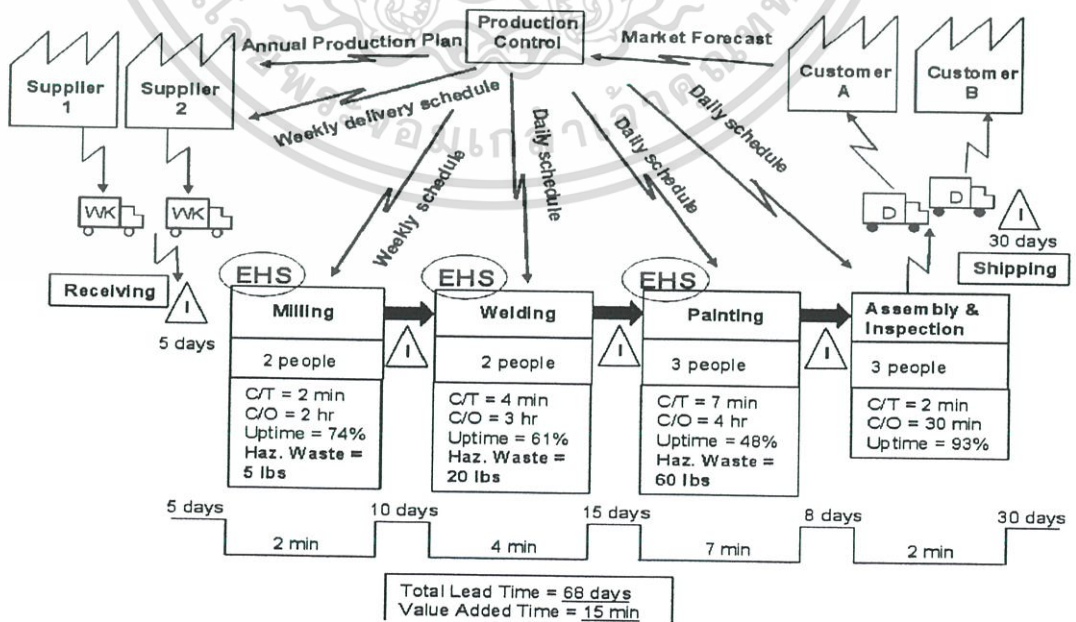 Production
Control
Annual Production Plan
Market Forecast
Supplier
1
Supplier
2
Customer
A
Customer
B
Weekly delivery schedule
Weekly schedule
Daily schedule
Daily schedule
Daily schedule
WK
WK
D
D
I
30 days
Shipping
Receiving
I
5 days
EHS
EHS
EHS
Milling
2 people
C/T = 2 min
C/O = 2 hr
Uptime = 74%
Haz. Waste =
5 lbs
I
Welding
2 people
C/T = 4 min
C/O = 3 hr
Uptime = 61%
Haz. Waste =
20 lbs
I
Painting
3 people
C/T = 7 min
C/O = 4 hr
Uptime = 48%
Haz. Waste =
60 lbs
I
Assembly &
Inspection
3 people
C/T = 2 min
C/O = 30 min
Uptime = 93%
5 days
10 days
15 days
8 days
30 days
2 min
4 min
7 min
2 min
Total Lead Time = 68 days
Value Added Time = 15 min